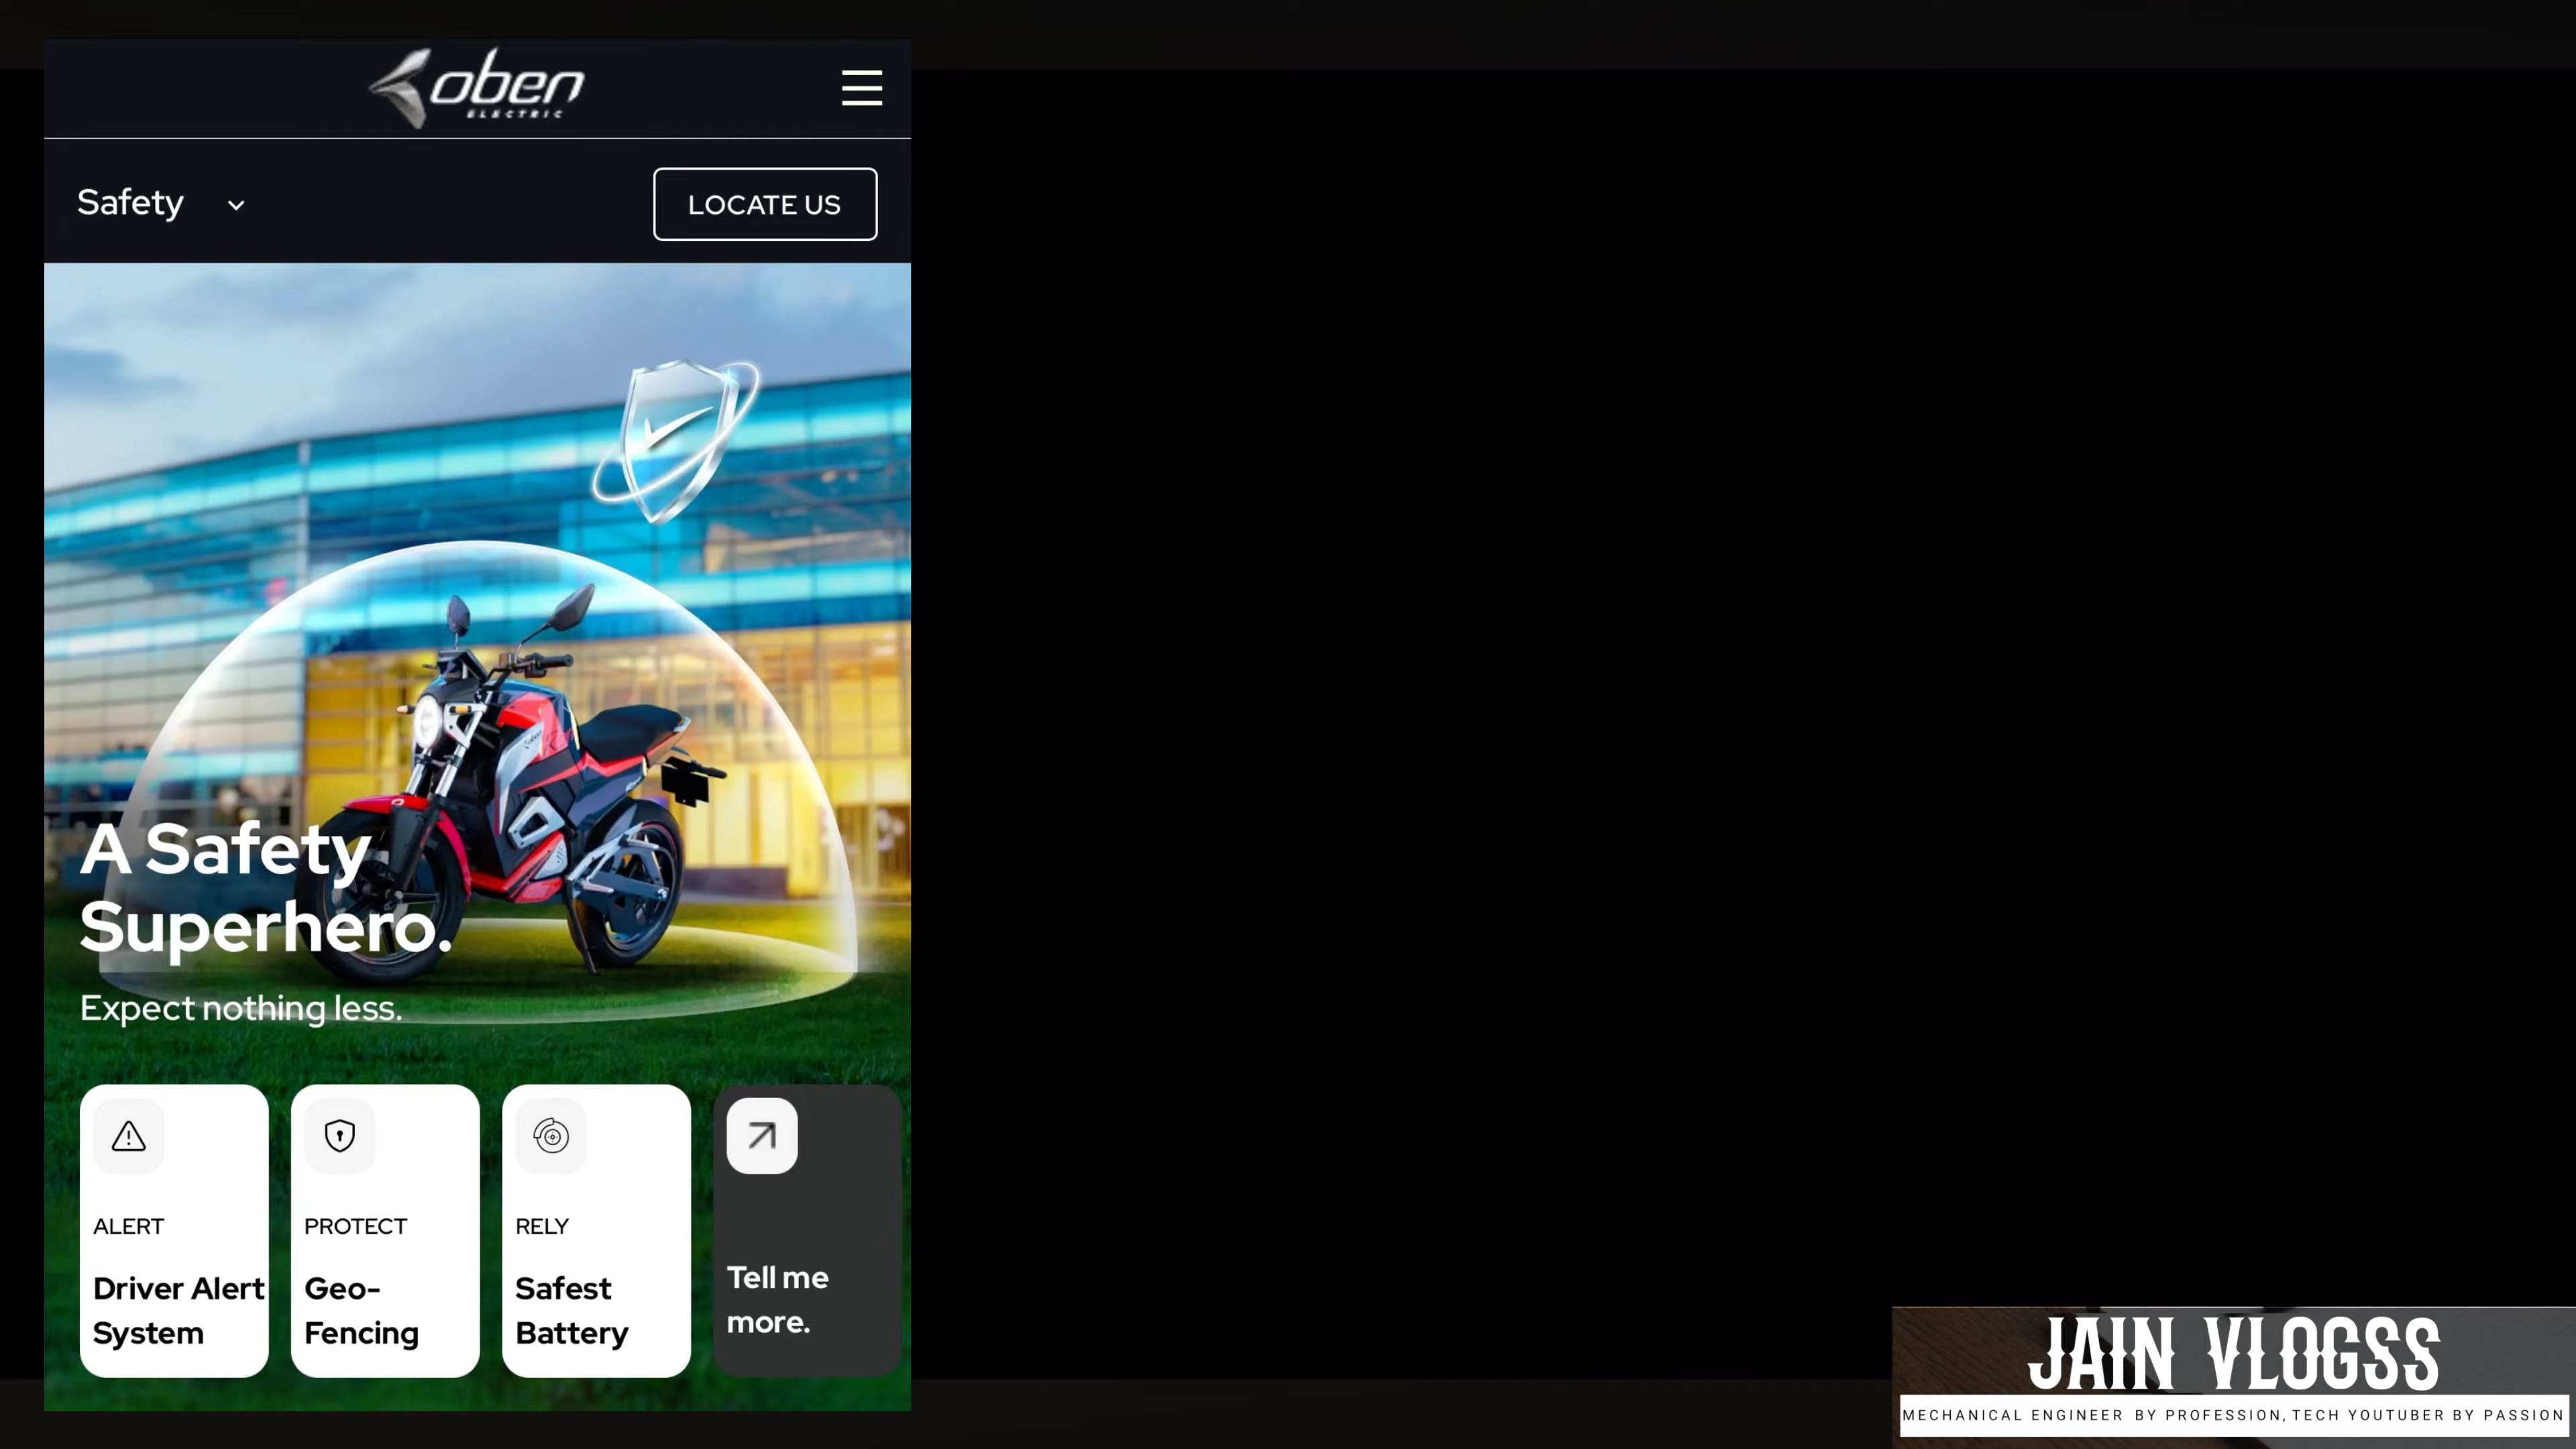 oben
ELECTRIC
Safety
LOCATE US
A Safety
Superhero.
Expect nothing less.
ALERT
Driver Alert
System
PROTECT
Geo-
Fencing
RELY
Safest
Battery
Tell me
more.
JAIN VLOGSS
MECHANICAL ENGINEER BY PROFESSION, TECH YOUTUBER BY PASSION